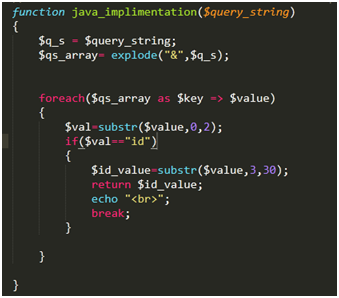 function java_implimentation($query_string)
{
$q_s = $query_string;
$qs_array= explode("&",$q_s);
foreach($qs_array as $key => $value)
{
$val=substr($value,0,2);
if($val=="id")
{
$id_value=substr($value,3,30);
return $id_value;
echo "<br>";
break;
}
}
}